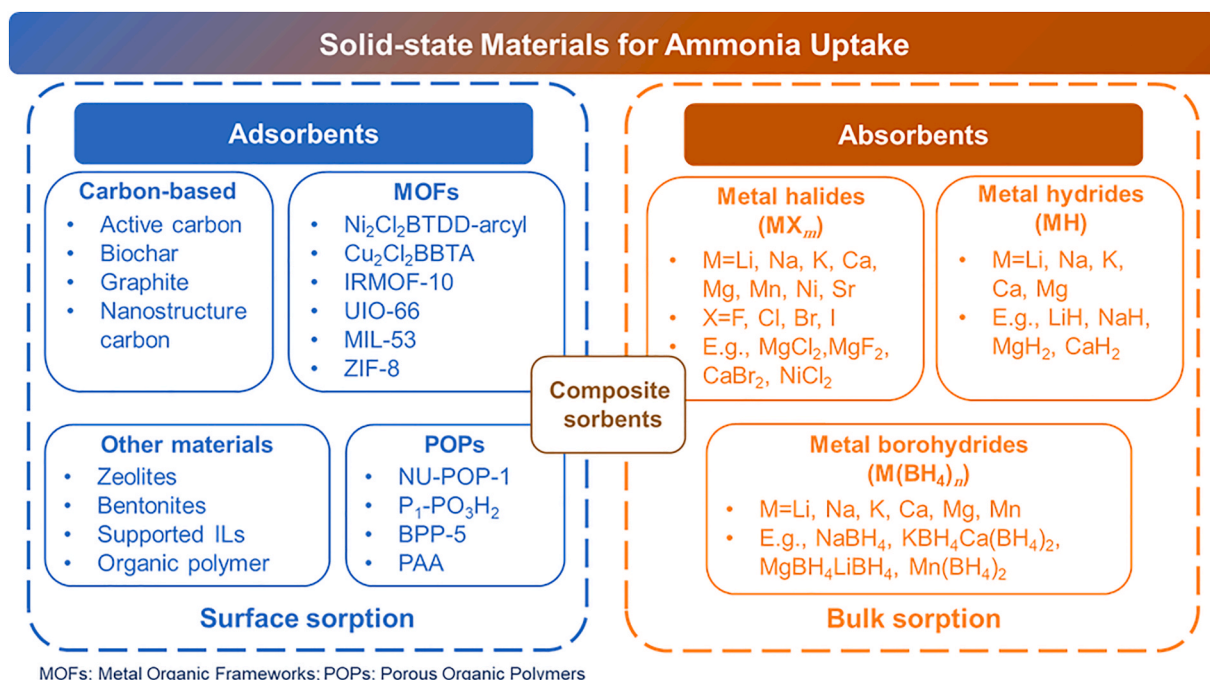 Solid-state Materials for Ammonia Uptake
Adsorbents
Carbon-based
• Active carbon
• Biochar
• Graphite
• Nanostructure
carbon
MOFs
• Ni₂Cl₂BTDD-arcyl
• Cu₂Cl₂BBTA
• IRMOF-10
• UIO-66
• MIL-53
• ZIF-8
Other materials
• Zeolites
• Bentonites
• Supported ILs
• Organic polymer
POPs
• NU-POP-1
• P₁-PO₃H₂
• BPP-5
• PAA
Surface sorption
Composite
sorbents
Absorbents
Metal halides
(MXₘ)
• M=Li, Na, K, Ca,
Mg, Mn, Ni, Sr
• X=F, Cl, Br, I
• E.g., MgCl₂,MgF₂,
CaBr₂, NiCl₂
Metal hydrides
(MH)
• M=Li, Na, K,
Ca, Mg
• E.g., LiH, NaH,
MgH₂, CaH₂
Metal borohydrides
(M(BH₄)ₙ)
• M=Li, Na, K, Ca, Mg, Mn
• E.g., NaBH₄, KBH₄Ca(BH₄)₂,
MgBH₄LiBH₄, Mn(BH₄)₂
Bulk sorption
MOFs: Metal Organic Frameworks; POPs: Porous Organic Polymers